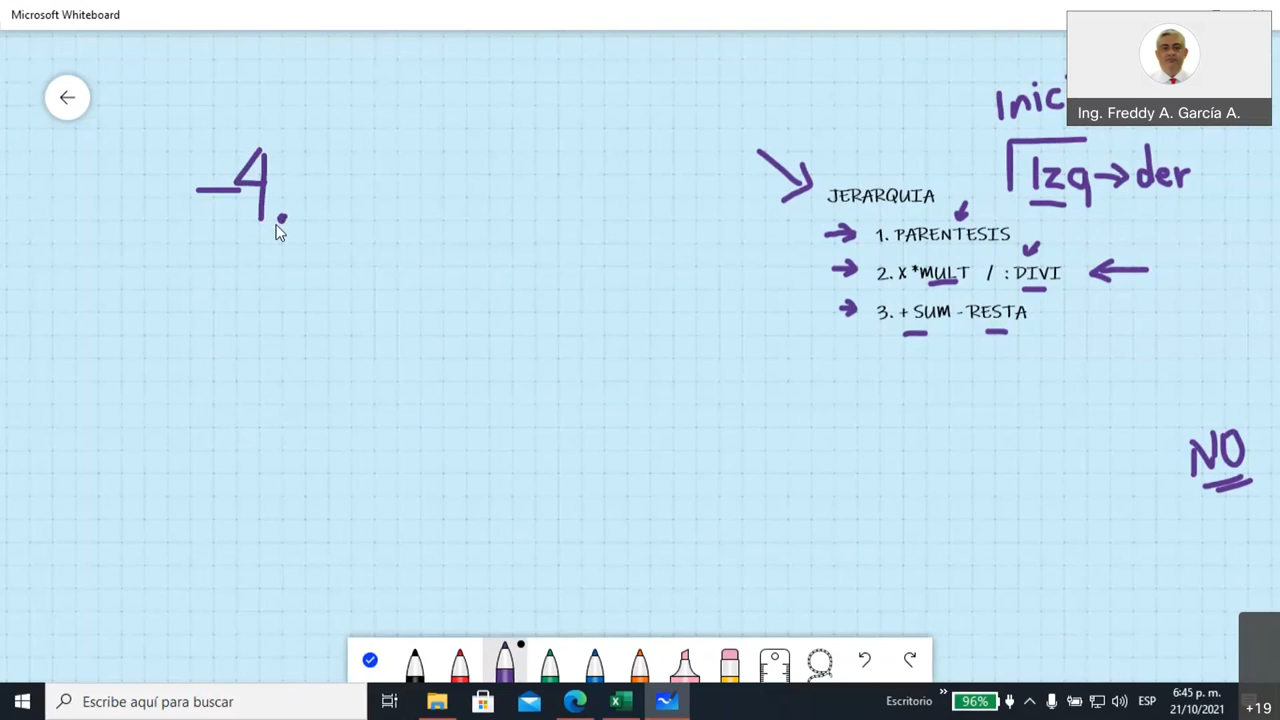 Microsoft Whiteboard
Ing. Freddy A. García A.
Izq → der
-4.
JERARQUIA
1. PARENTESIS
2. X *MULT / : DIVI
3. + SUM - RESTA
NO
Escribe aquí para buscar
Escritorio
96%
ESP
6:45 p. m.
21/10/2021
+19